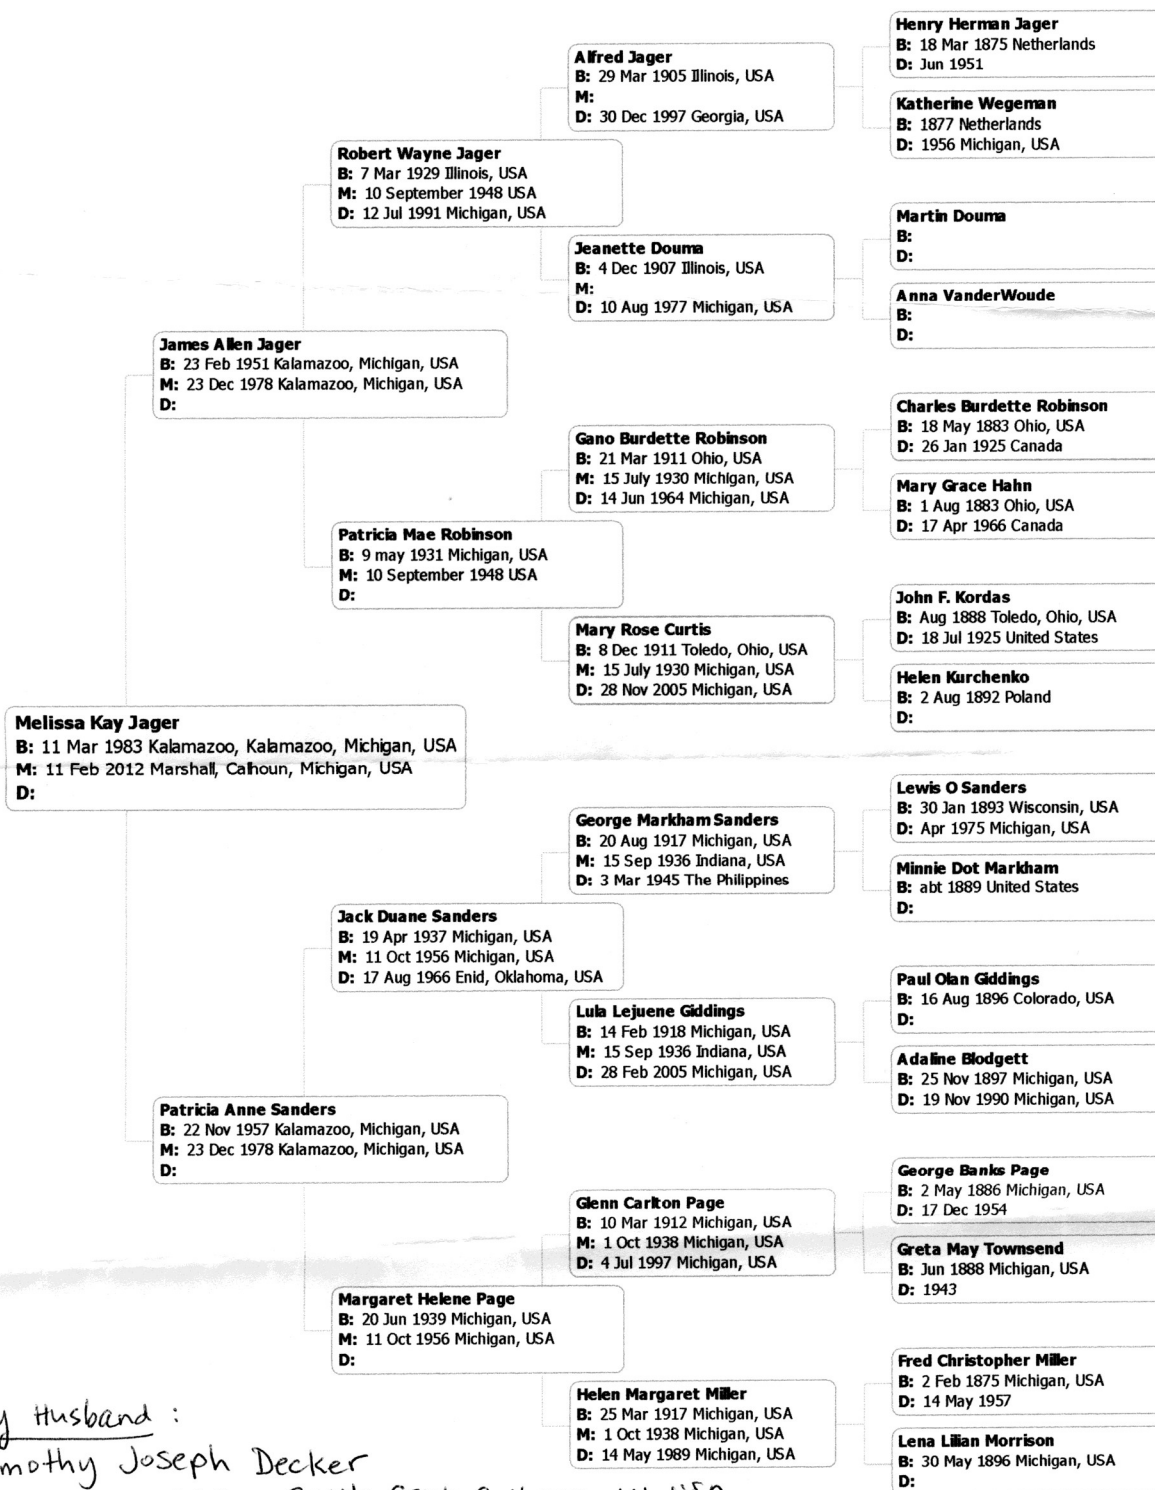 Henry Herman Jager
B: 18 Mar 1875 Netherlands
D: Jun 1951
Alfred Jager
B: 29 Mar 1905 Illinois, USA
M:
D: 30 Dec 1997 Georgia, USA
Katherine Wegeman
B: 1877 Netherlands
D: 1956 Michigan, USA
Robert Wayne Jager
B: 7 Mar 1929 Illinois, USA
M: 10 September 1948 USA
D: 12 Jul 1991 Michigan, USA
Martin Douma
B:
D:
Jeanette Douma
B: 4 Dec 1907 Illinois, USA
M:
D: 10 Aug 1977 Michigan, USA
Anna VanderWoude
B:
D:
James Allen Jager
B: 23 Feb 1951 Kalamazoo, Michigan, USA
M: 23 Dec 1978 Kalamazoo, Michigan, USA
D:
Charles Burdette Robinson
B: 18 May 1883 Ohio, USA
D: 26 Jan 1925 Canada
Gano Burdette Robinson
B: 21 Mar 1911 Ohio, USA
M: 15 July 1930 Michigan, USA
D: 14 Jun 1964 Michigan, USA
Mary Grace Hahn
B: 1 Aug 1883 Ohio, USA
D: 17 Apr 1966 Canada
Patricia Mae Robinson
B: 9 may 1931 Michigan, USA
M: 10 September 1948 USA
D:
John F. Kordas
B: Aug 1888 Toledo, Ohio, USA
D: 18 Jul 1925 United States
Mary Rose Curtis
B: 8 Dec 1911 Toledo, Ohio, USA
M: 15 July 1930 Michigan, USA
D: 28 Nov 2005 Michigan, USA
Helen Kurchenko
B: 2 Aug 1892 Poland
D:
Melissa Kay Jager
B: 11 Mar 1983 Kalamazoo, Kalamazoo, Michigan, USA
M: 11 Feb 2012 Marshall, Calhoun, Michigan, USA
D:
Lewis O Sanders
B: 30 Jan 1893 Wisconsin, USA
D: Apr 1975 Michigan, USA
George Markham Sanders
B: 20 Aug 1917 Michigan, USA
M: 15 Sep 1936 Indiana, USA
D: 3 Mar 1945 The Philippines
Minnie Dot Markham
B: abt 1889 United States
D:
Jack Duane Sanders
B: 19 Apr 1937 Michigan, USA
M: 11 Oct 1956 Michigan, USA
D: 17 Aug 1966 Enid, Oklahoma, USA
Paul Olan Giddings
B: 16 Aug 1896 Colorado, USA
D:
Lula Lejuene Giddings
B: 14 Feb 1918 Michigan, USA
M: 15 Sep 1936 Indiana, USA
D: 28 Feb 2005 Michigan, USA
Adaline Blodgett
B: 25 Nov 1897 Michigan, USA
D: 19 Nov 1990 Michigan, USA
Patricia Anne Sanders
B: 22 Nov 1957 Kalamazoo, Michigan, USA
M: 23 Dec 1978 Kalamazoo, Michigan, USA
D:
George Banks Page
B: 2 May 1886 Michigan, USA
D: 17 Dec 1954
Glenn Carlton Page
B: 10 Mar 1912 Michigan, USA
M: 1 Oct 1938 Michigan, USA
D: 4 Jul 1997 Michigan, USA
Greta May Townsend
B: Jun 1888 Michigan, USA
D: 1943
Margaret Helene Page
B: 20 Jun 1939 Michigan, USA
M: 11 Oct 1956 Michigan, USA
D:
Fred Christopher Miller
B: 2 Feb 1875 Michigan, USA
D: 14 May 1957
Helen Margaret Miller
B: 25 Mar 1917 Michigan, USA
M: 1 Oct 1938 Michigan, USA
D: 14 May 1989 Michigan, USA
Lena Lilian Morrison
B: 30 May 1896 Michigan, USA
D:
Husband:
Joseph Decker